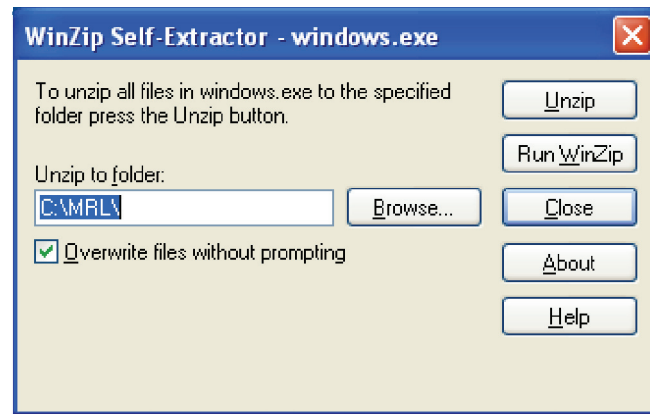 WinZip Self-Extractor - windows.exe
To unzip all files in windows.exe to the specified
folder press the Unzip button.
Unzip to folder:
C:\MRL\
Browse...
Overwrite files without prompting
Unzip
Run WinZip
Close
About
Help